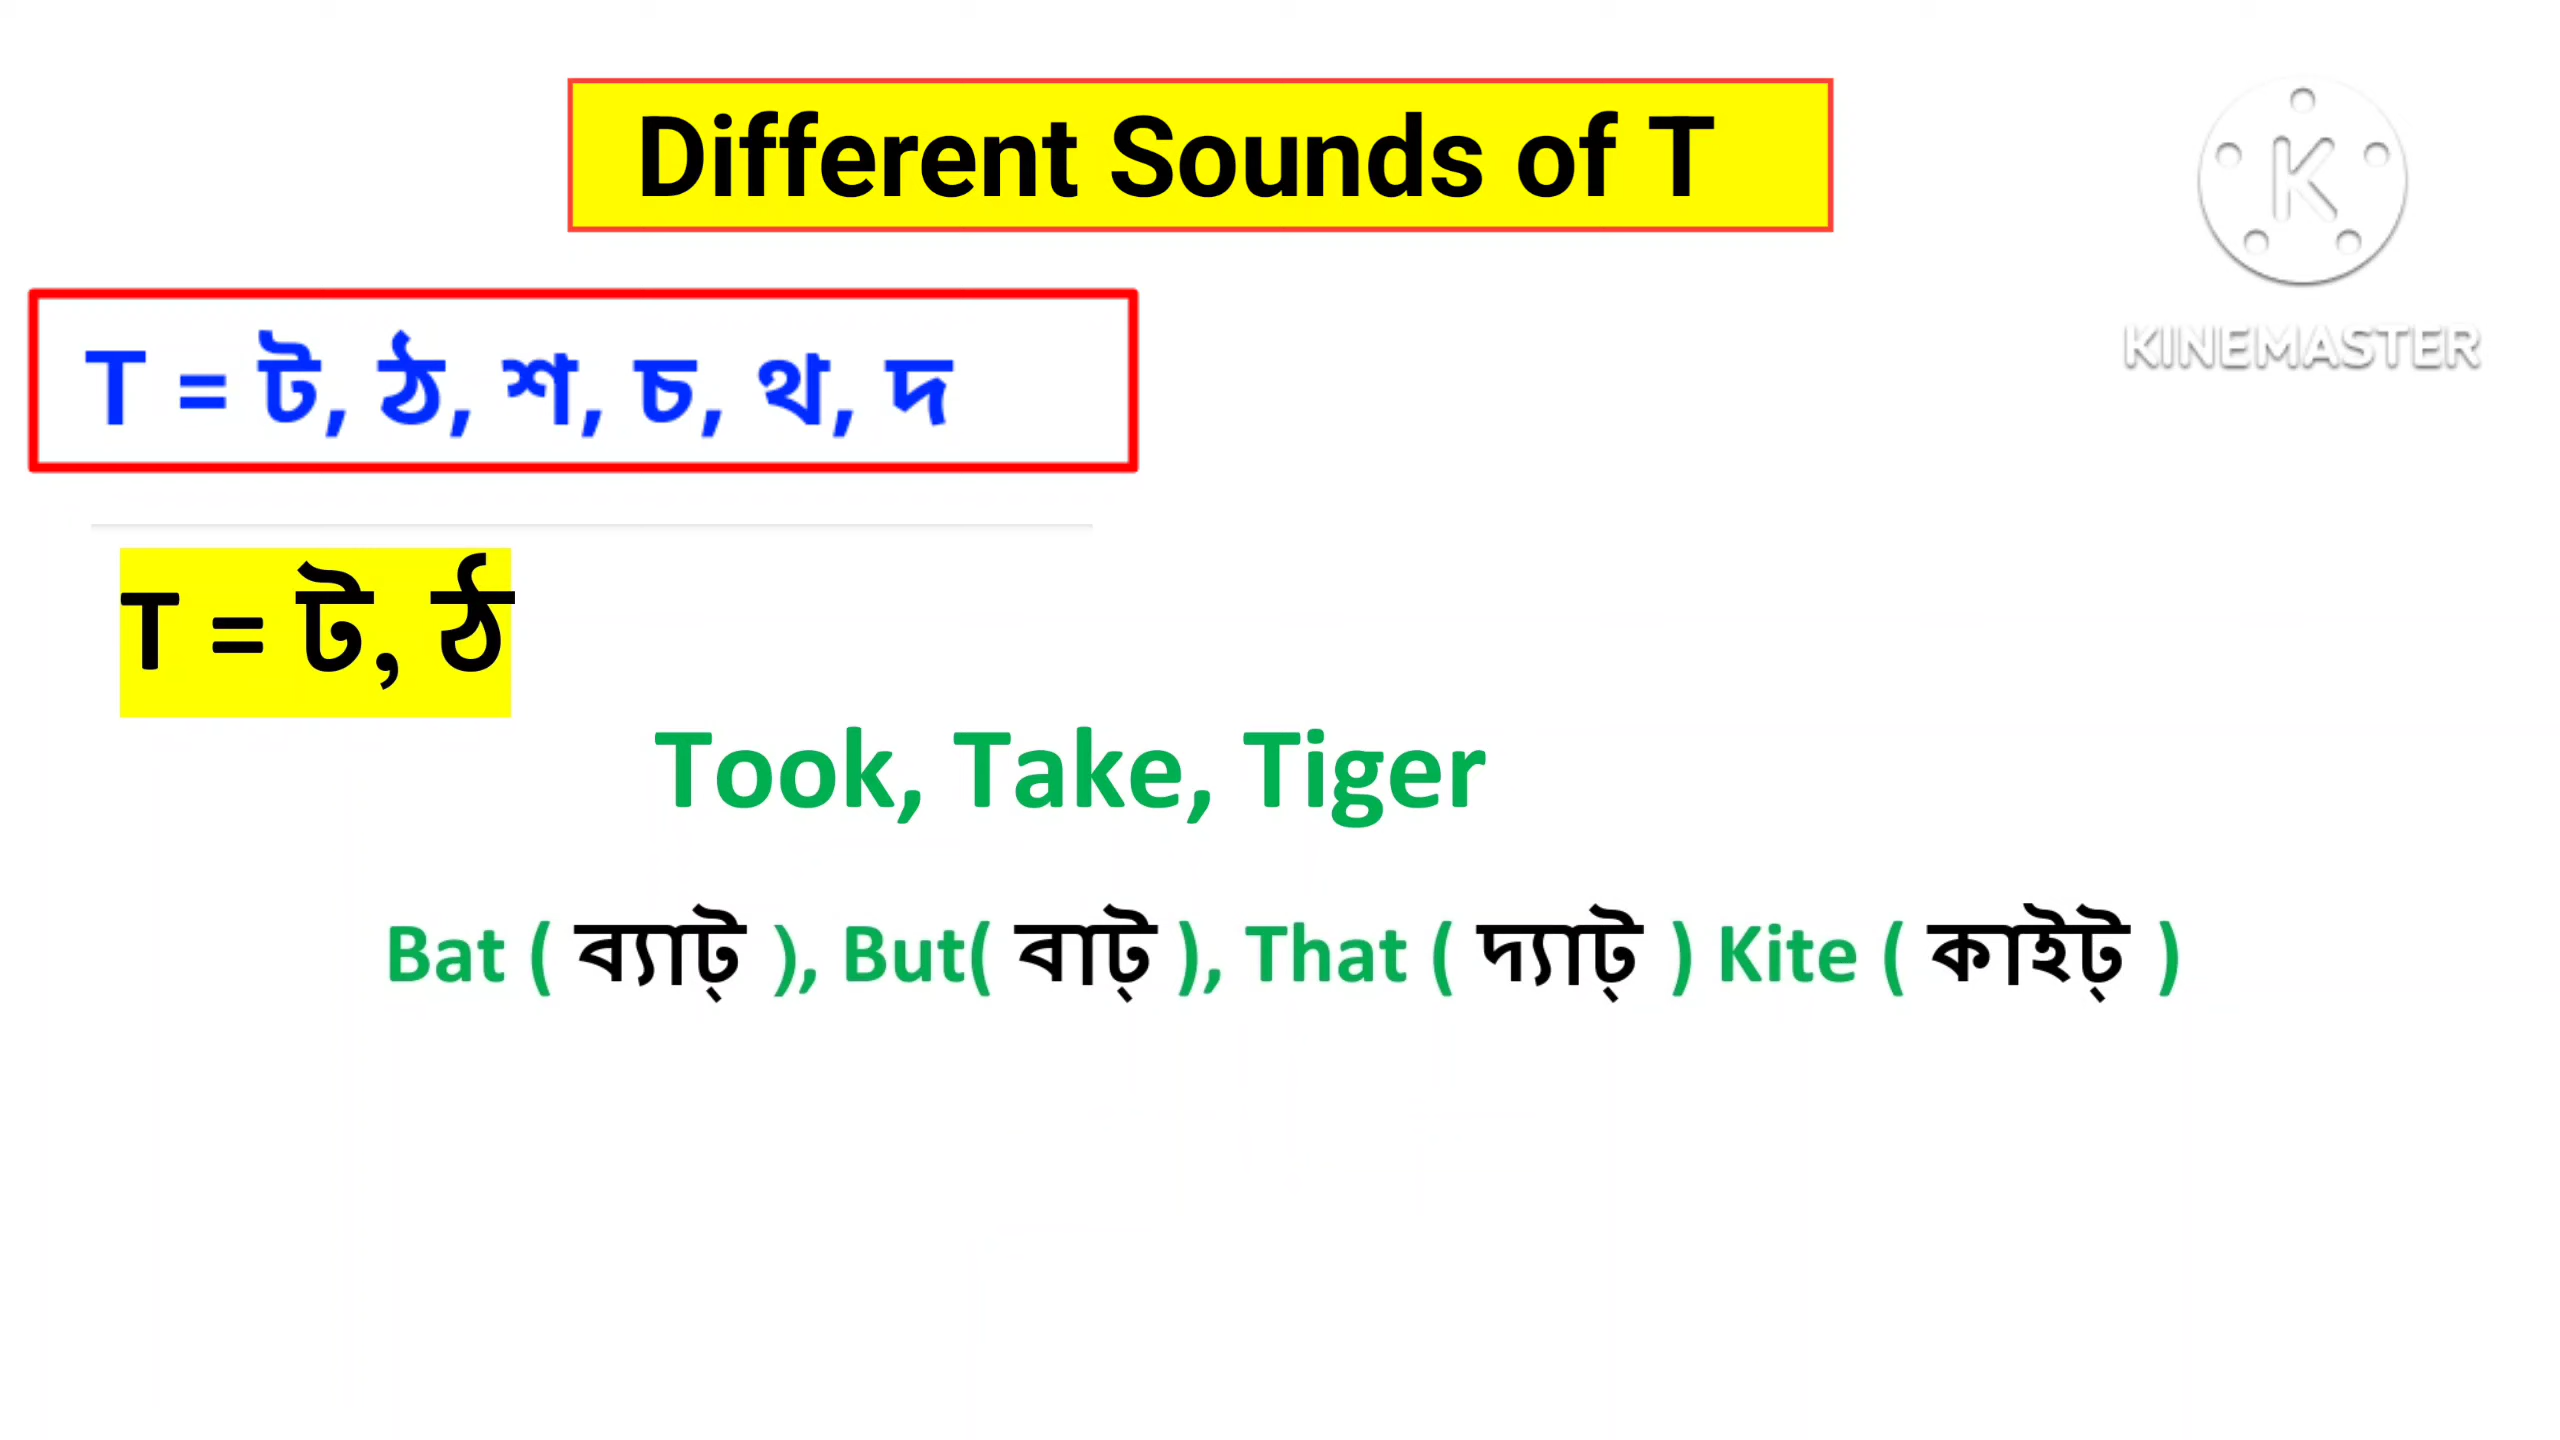 Different Sounds of T
K
KINEMASTER
T = ট, ঠ, শ, চ, থ, দ
T = ট, ঠ
Took, Take, Tiger
Bat ( ব্যাট্ ), But( বাট্ ), That ( দ্যাট্ ) Kite ( কাইট্ )